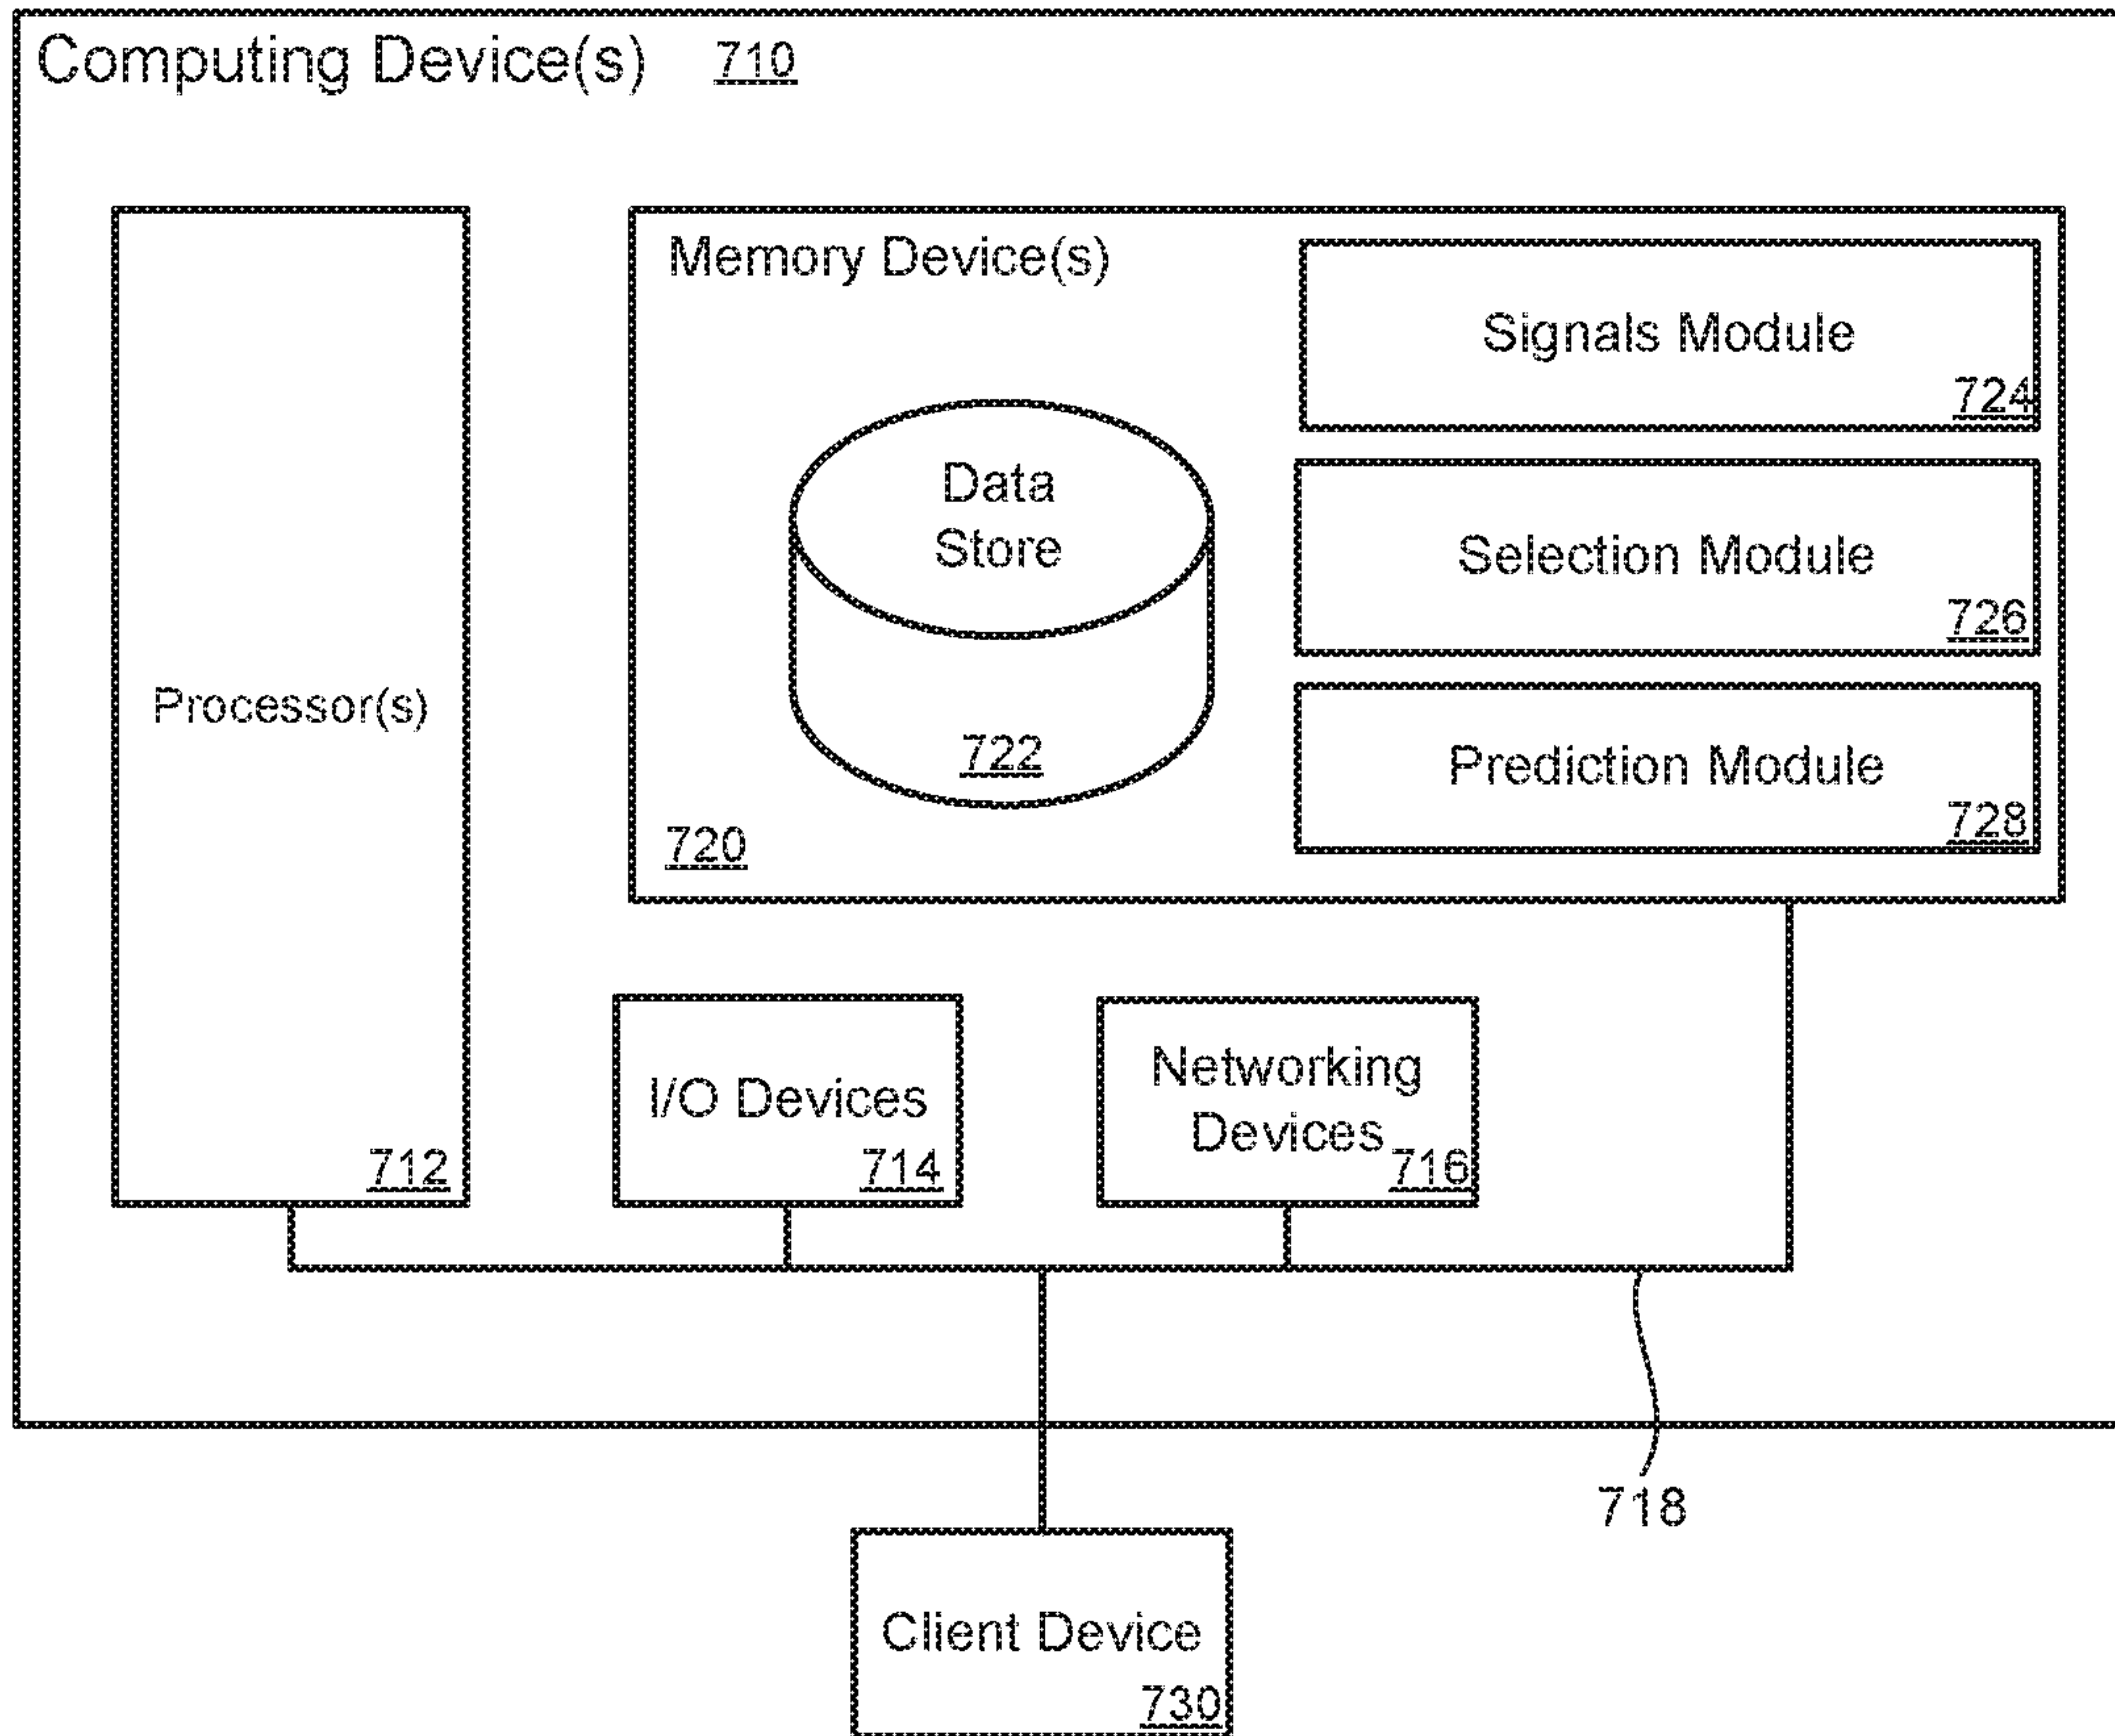 Computing Device(s) 710
Memory Device(s)
Signals Module
724
Data
Store
Selection Module
726
Processor(s)
722
Prediction Module
728
720
I/O Devices
714
Networking
Devices
716
712
718
Client Device
730